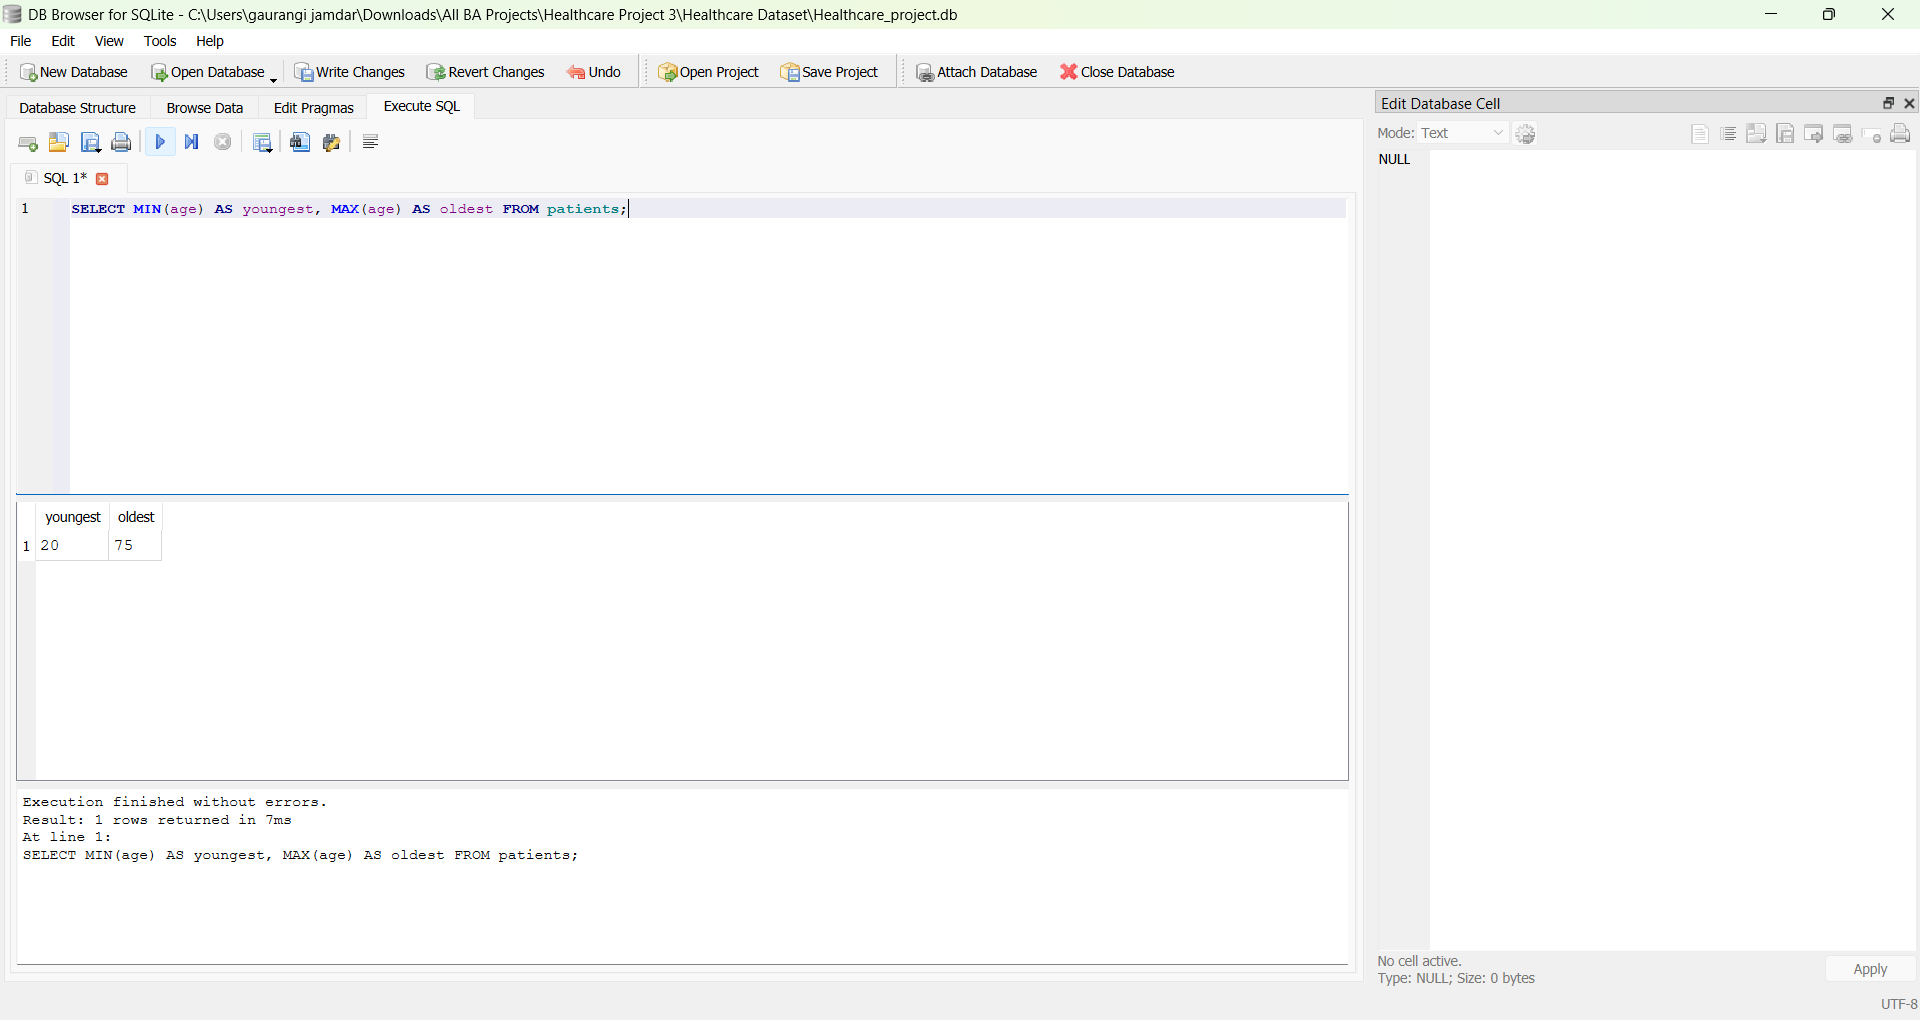 DB Browser for SQLite - C:\Users\gaurangi jamdar\Downloads\All BA Projects\Healthcare Project 3\Healthcare Dataset\Healthcare_project.db
File Edit View Tools Help
New Database Open Database Write Changes Revert Changes Undo Open Project Save Project Attach Database Close Database
Database Structure Browse Data Edit Pragmas Execute SQL
SQL 1*
1 SELECT MIN(age) AS youngest, MAX(age) AS oldest FROM patients;
youngest oldest
1 20 75
Execution finished without errors.
Result: 1 rows returned in 7ms
At line 1:
SELECT MIN(age) AS youngest, MAX(age) AS oldest FROM patients;
Edit Database Cell
Mode: Text
NULL
No cell active.
Type: NULL; Size: 0 bytes
Apply
UTF-8